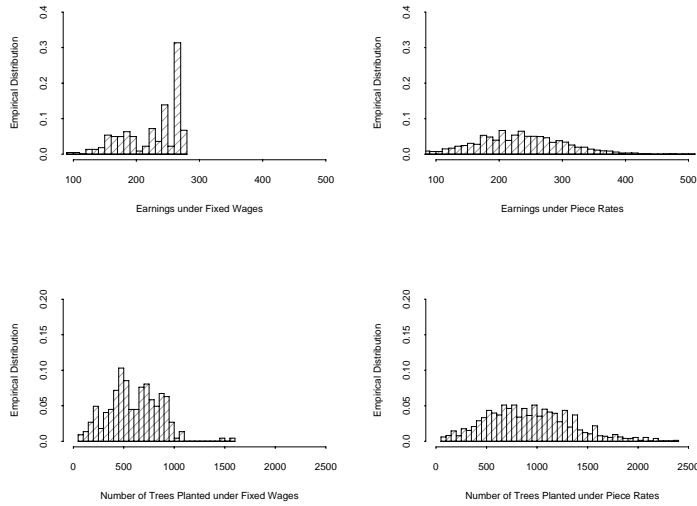 Empirical Distribution
0.0 0.1 0.2 0.3 0.4
100 200 300 400 500
Earnings under Fixed Wages
Empirical Distribution
0.0 0.1 0.2 0.3 0.4
100 200 300 400 500
Earnings under Piece Rates
Empirical Distribution
0.0 0.05 0.10 0.15 0.20
0 500 1000 1500 2000 2500
Number of Trees Planted under Fixed Wages
Empirical Distribution
0.0 0.05 0.10 0.15 0.20
0 500 1000 1500 2000 2500
Number of Trees Planted under Piece Rates